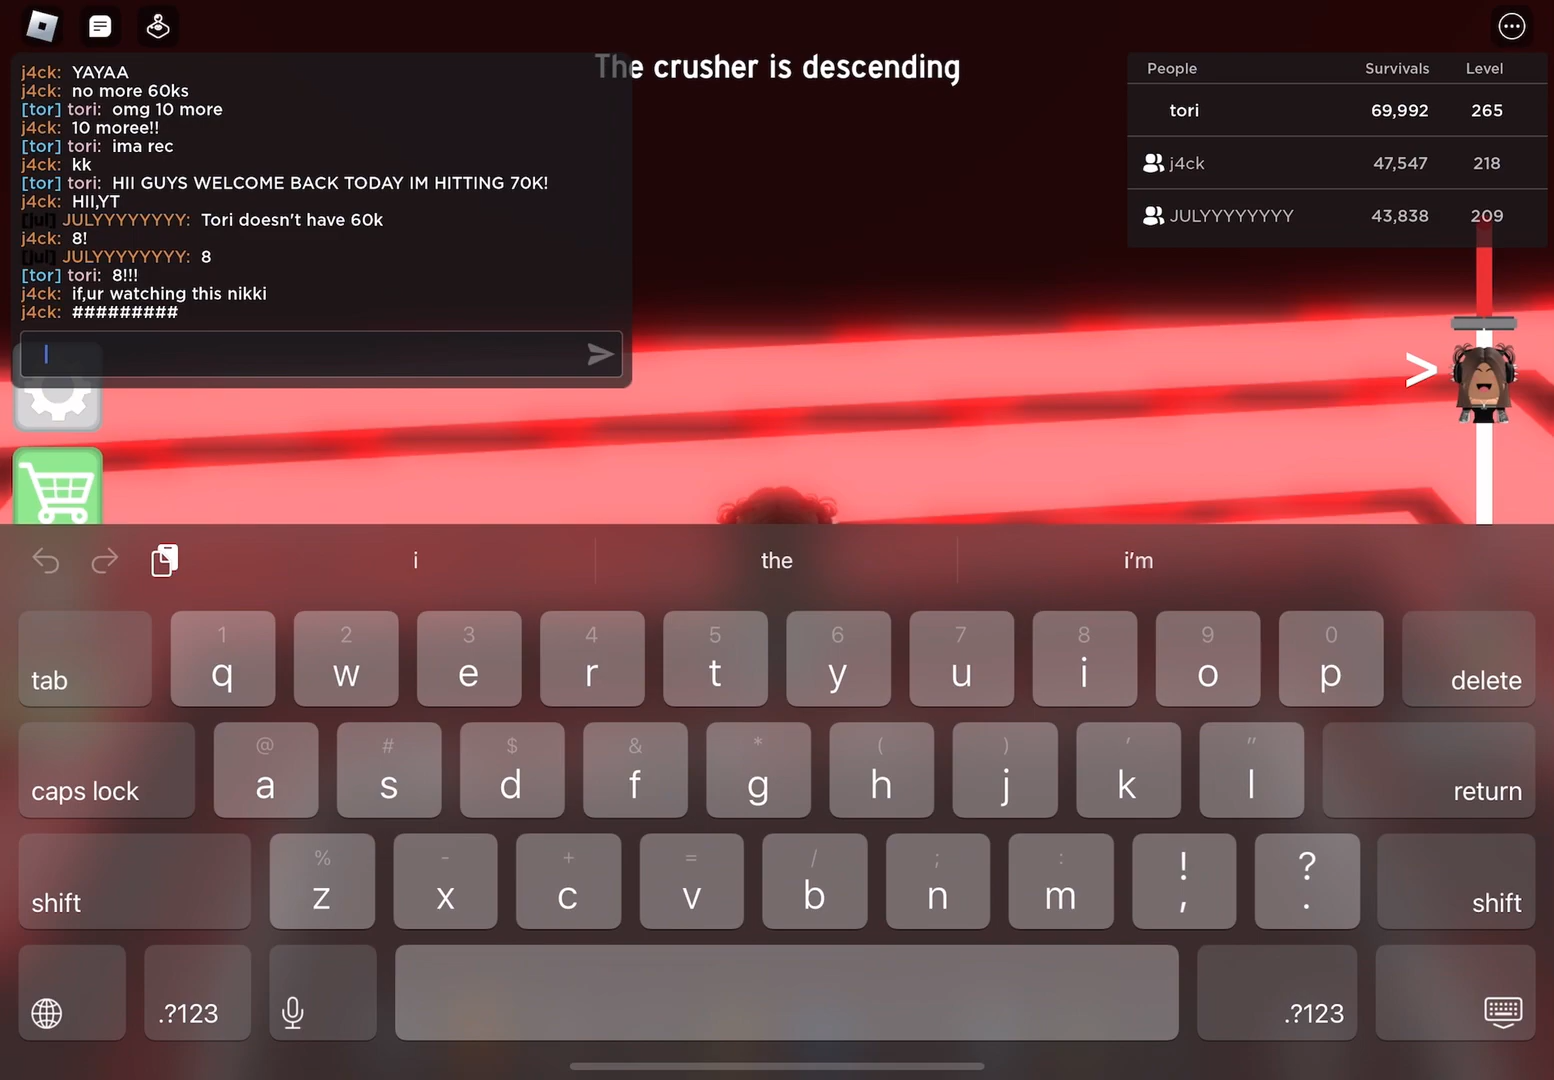 The crusher is descending
j4ck: YAYAA
j4ck: no more 60ks
[tor] tori: omg 10 more
j4ck: 10 moree!!
[tor] tori: ima rec
j4ck: kk
[tor] tori: HII GUYS WELCOME BACK TODAY IM HITTING 70K!
j4ck: HII,YT
[jul] JULYYYYYYYY: Tori doesn't have 60k
j4ck: 8!
[jul] JULYYYYYYYY: 8
[tor] tori: 8!!!
j4ck: if,ur watching this nikki
j4ck: #########
People Survivals Level
tori 69,992 265
j4ck 47,547 218
JULYYYYYYYY 43,838 209
>
i the i'm
1 2 3 4 5 6 7 8 9 0
tab q w e r t y u i o p delete
@ # $ & * ( ) ' "
caps lock a s d f g h j k l return
% - + = / ; : ! ?
shift z x c v b n m , . shift
.?123 .?123